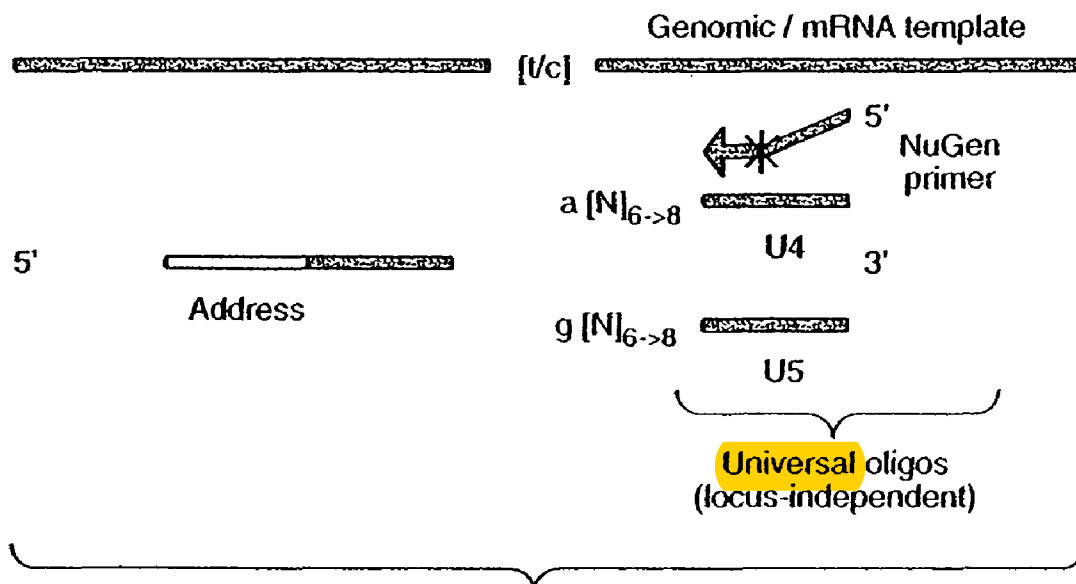 Genomic / mRNA template
[t/c]
5'
NuGen
primer
a [N]6->8
U4
5'
3'
Address
g [N]6->8
U5
Universal oligos
(locus-independent)